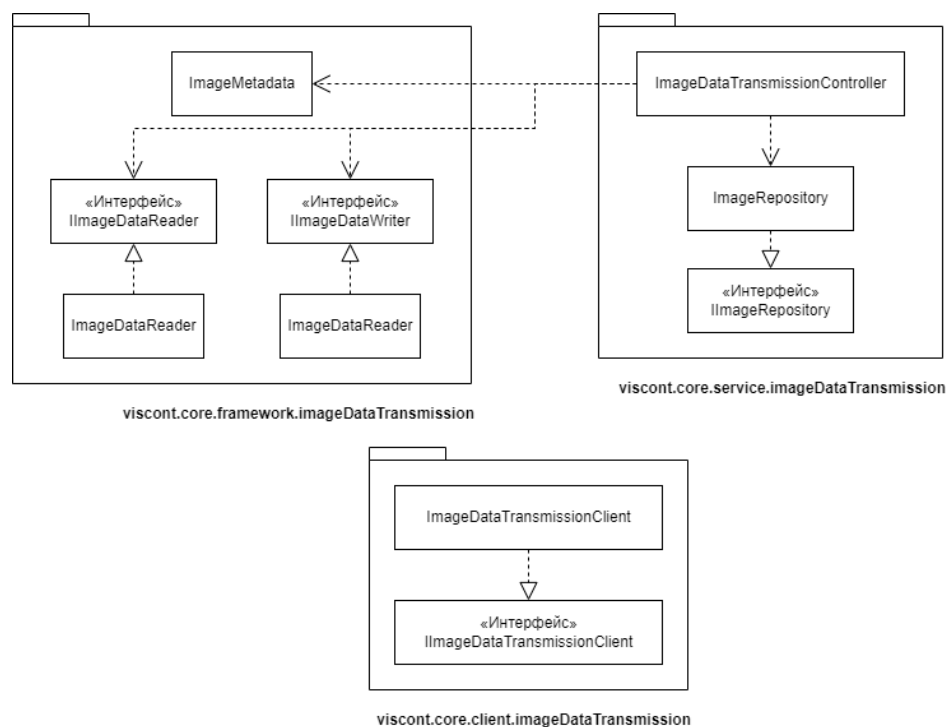 ImageMetadata
ImageDataTransmissionController
«Интерфейс»
IImageDataReader
«Интерфейс»
IImageDataWriter
ImageRepository
ImageDataReader
ImageDataReader
«Интерфейс»
IImageRepository
viscont.core.framework.imageDataTransmission
viscont.core.service.imageDataTransmission
ImageDataTransmissionClient
«Интерфейс»
IImageDataTransmissionClient
viscont.core.client.imageDataTransmission